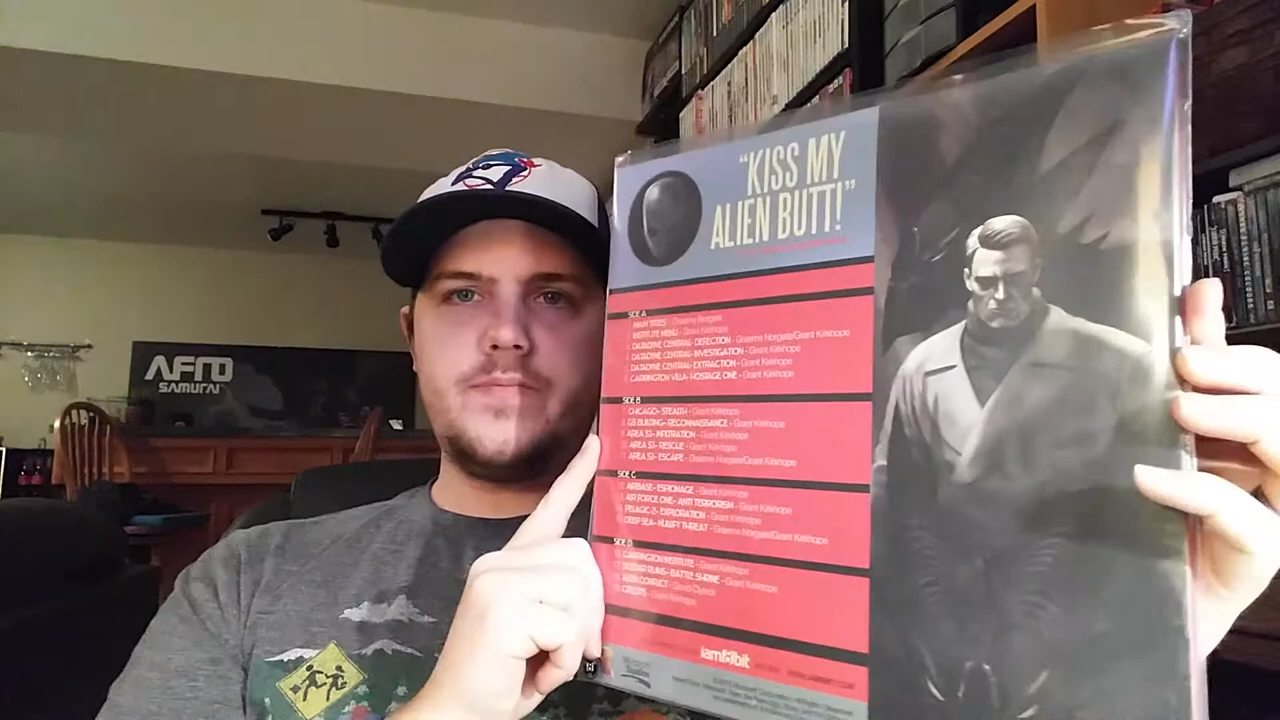 AFRO
SAMURAI
"KISS MY
ALIEN BUTT!"
SIDE A
MAIN TITLES - Graeme Norgate
INSTITUTE MENU - Grant Kirkhope
DATADYNE CENTRAL- DEFECTION - Graeme Norgate/Grant Kirkhope
DATADYNE CENTRAL- INVESTIGATION - Grant Kirkhope
DATADYNE CENTRAL- EXTRACTION - Grant Kirkhope
CARRINGTON VILLA- HOSTAGE ONE - Grant Kirkhope
SIDE B
CHICAGO- STEALTH - Grant Kirkhope
G5 BUILDING- RECONNAISSANCE - Grant Kirkhope
AREA 51- INFILTRATION - Grant Kirkhope
AREA 51- RESCUE - Grant Kirkhope
AREA 51- ESCAPE - Graeme Norgate/Grant Kirkhope
SIDE C
AIRBASE- ESPIONAGE - Grant Kirkhope
AIR FORCE ONE- ANTI TERRORISM - Grant Kirkhope
PELAGIC 2- EXPLORATION - Grant Kirkhope
DEEP SEA- NULLIFY THREAT - Graeme Norgate/Grant Kirkhope
SIDE D
CARRINGTON INSTITUTE - Grant Kirkhope
SKEDAR RUINS- BATTLE SHRINE - Grant Kirkhope
ALIEN CONFLICT - David Clynick
CREDITS - Grant Kirkhope
iam8bit